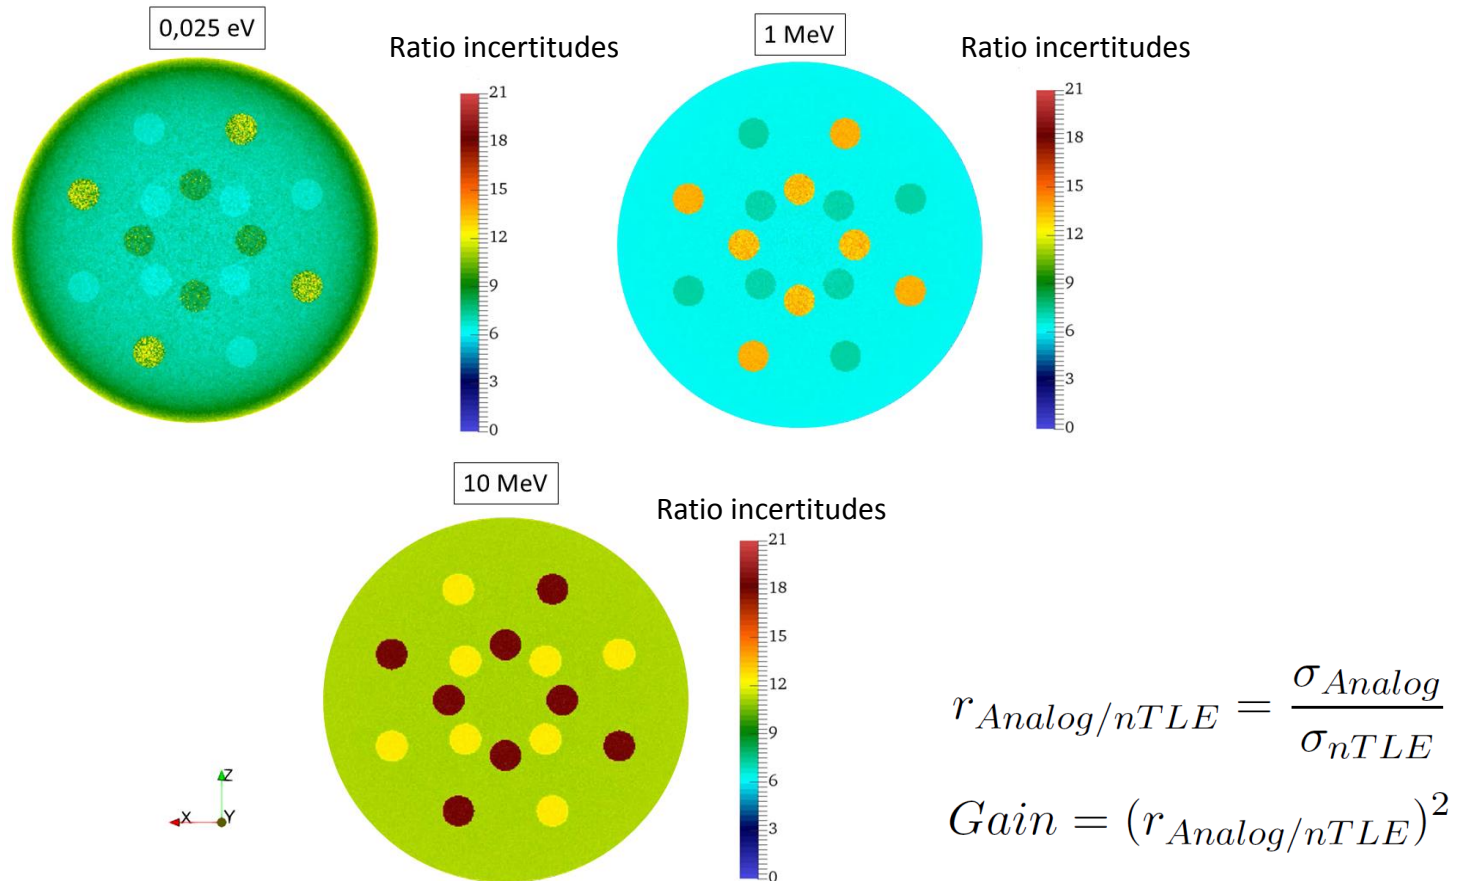 0,025 eV
Ratio incertitudes
21
18
15
12
9
6
3
0
1 MeV
Ratio incertitudes
21
18
15
12
9
6
3
0
10 MeV
Ratio incertitudes
21
18
15
12
9
6
3
0
Z
X
Y
r_{Analog/nTLE} = \frac{σ_{Analog}}{σ_{nTLE}}
Gain = (r_{Analog/nTLE})^2